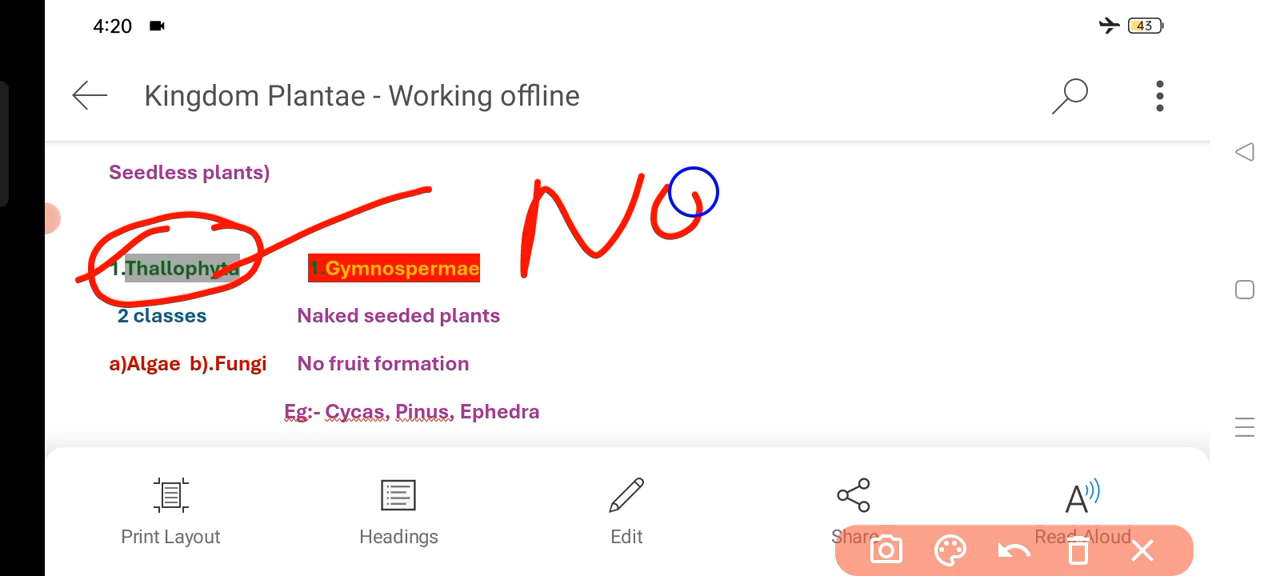 4:20
43
Kingdom Plantae - Working offline
Seedless plants)
NO
1.Thallophyta 1.Gymnospermae
2 classes Naked seeded plants
a)Algae b).Fungi No fruit formation
Eg:- Cycas, Pinus, Ephedra
Print Layout Headings Edit Share Read Aloud